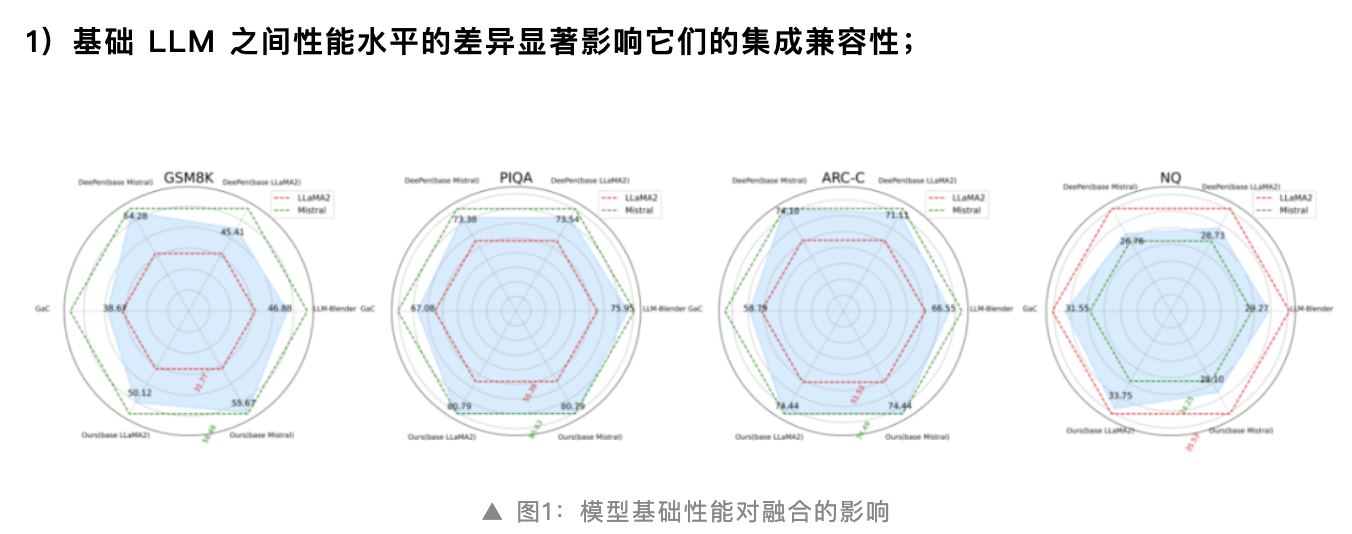 1）基础 LLM 之间性能水平的差异显著影响它们的集成兼容性；
GSM8K
DeePen(base Mistral)
DeePen(base LLaMA2)
LLaMA2
Mistral
54.28
45.41
GaC
38.67
46.88
LLM-Blender
50.12
55.67
31.77
Ours(base LLaMA2)
Ours(base Mistral)
PIQA
DeePen(base Mistral)
DeePen(base LLaMA2)
LLaMA2
Mistral
73.38
73.54
GaC
67.08
75.95
LLM-Blender
80.79
80.79
Ours(base LLaMA2)
Ours(base Mistral)
ARC-C
DeePen(base Mistral)
DeePen(base LLaMA2)
LLaMA2
Mistral
74.10
71.11
GaC
58.79
66.55
LLM-Blender
74.44
74.44
Ours(base LLaMA2)
Ours(base Mistral)
NQ
DeePen(base Mistral)
DeePen(base LLaMA2)
LLaMA2
Mistral
26.76
28.73
GaC
31.55
29.27
LLM-Blender
33.75
28.10
Ours(base LLaMA2)
Ours(base Mistral)
▲ 图1：模型基础性能对融合的影响